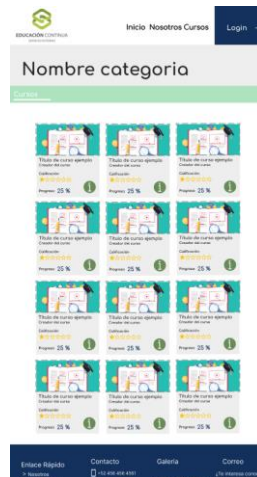 EDUCACIÓN CONTINUA
Inicio Nosotros Cursos
Login
Nombre categoria
Cursos
Título de curso ejemplo
Título de curso ejemplo
Título de curso ejemplo
Creador del curso
Creador del curso
Creador del curso
Calificación
Calificación
Calificación
Progreso 25 %
Progreso 25 %
Progreso 25 %
Título de curso ejemplo
Título de curso ejemplo
Título de curso ejemplo
Creador del curso
Creador del curso
Creador del curso
Calificación
Calificación
Calificación
Progreso 25 %
Progreso 25 %
Progreso 25 %
Título de curso ejemplo
Título de curso ejemplo
Título de curso ejemplo
Creador del curso
Creador del curso
Creador del curso
Calificación
Calificación
Calificación
Progreso 25 %
Progreso 25 %
Progreso 25 %
Título de curso ejemplo
Título de curso ejemplo
Título de curso ejemplo
Creador del curso
Creador del curso
Creador del curso
Calificación
Calificación
Calificación
Progreso 25 %
Progreso 25 %
Progreso 25 %
Enlace Rápido
Contacto
Galeria
Correo
> Nosotros
¿Te interesa